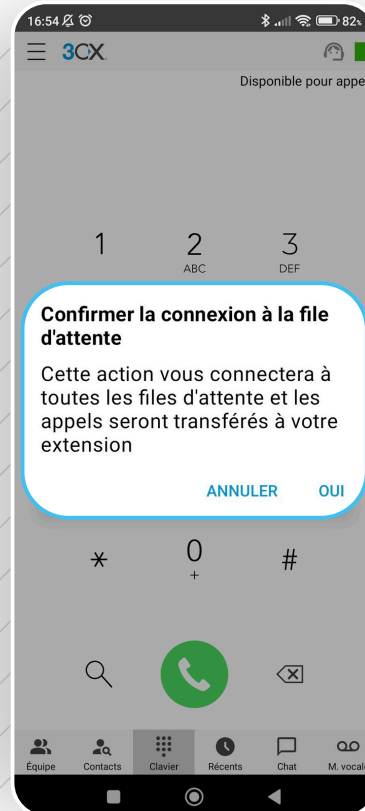 16:54 82%
3CX
Disponible pour appe
1 2 3
ABC DEF
Confirmer la connexion à la file
d'attente
Cette action vous connectera à
toutes les files d'attente et les
appels seront transférés à votre
extension
ANNULER OUI
* 0 #
+
Équipe Contacts Clavier Récents Chat M. vocale